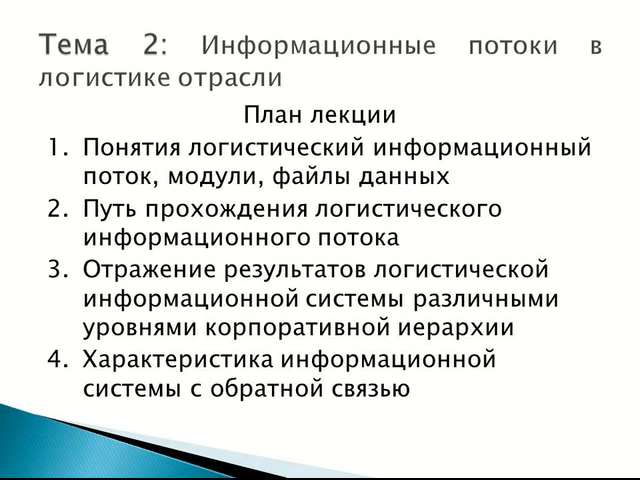 Тема 2: Информационные потоки в
логистике отрасли
План лекции
1. Понятия логистический информационный
поток, модули, файлы данных
2. Путь прохождения логистического
информационного потока
3. Отражение результатов логистической
информационной системы различными
уровнями корпоративной иерархии
4. Характеристика информационной
системы с обратной связью